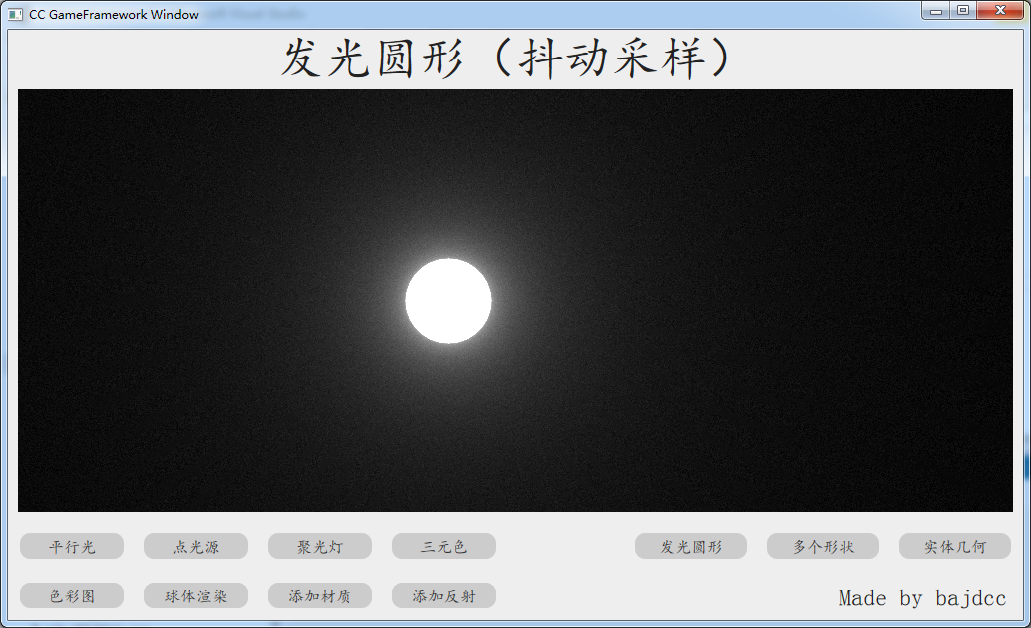 CC GameFramework Window
发光圆形（抖动采样）
平行光 点光源 聚光灯 三元色 发光圆形 多个形状 实体几何
色彩图 球体渲染 添加材质 添加反射 Made by bajdcc